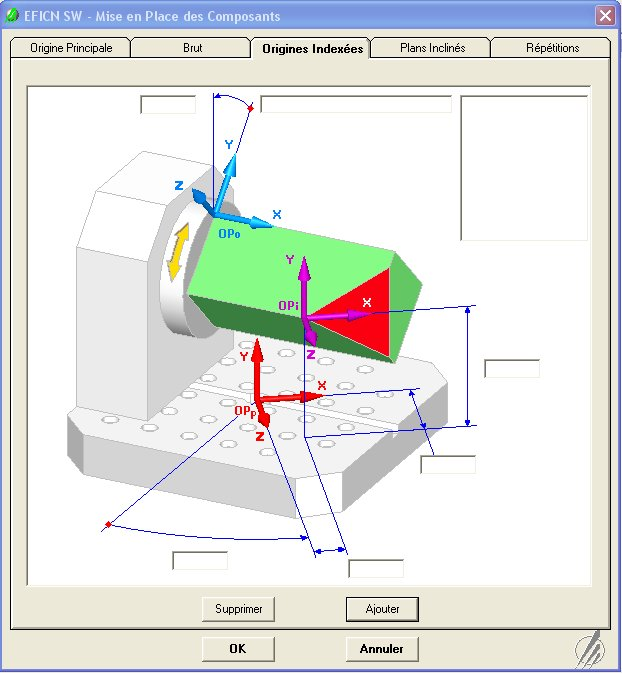 EFICN SW - Mise en Place des Composants
Origine Principale
Brut
Origines Indexées
Plans Inclinés
Répétitions
Y
Z
X
OPo
Y
OPi
X
Z
Y
X
OPp
Z
Supprimer
Ajouter
OK
Annuler